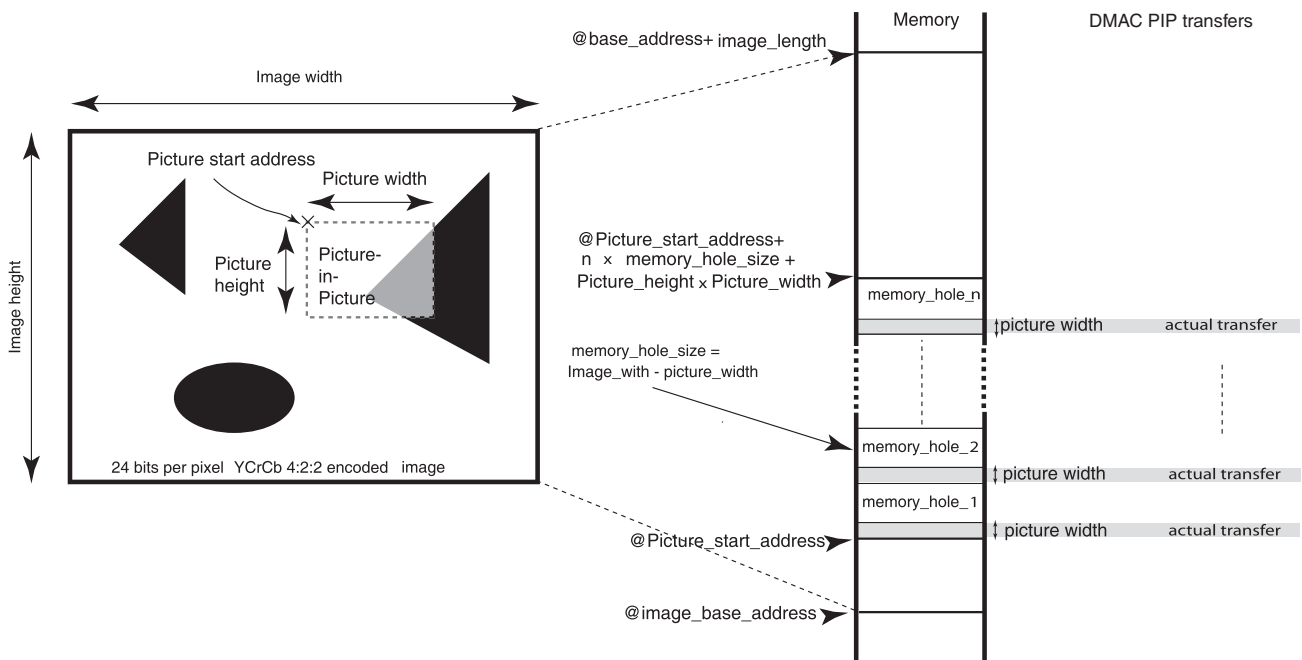 Memory
DMAC PIP transfers
@base_address+ image_length
Image width
Picture start address
Picture width
Picture
height
Picture-
in-
Picture
Image height
24 bits per pixel YCrCb 4:2:2 encoded image
@Picture_start_address+
n x memory_hole_size +
Picture_height x Picture_width
memory_hole_n
picture width
actual transfer
memory_hole_size =
Image_with - picture_width
memory_hole_2
picture width
actual transfer
memory_hole_1
picture width
actual transfer
@Picture_start_address
@image_base_address